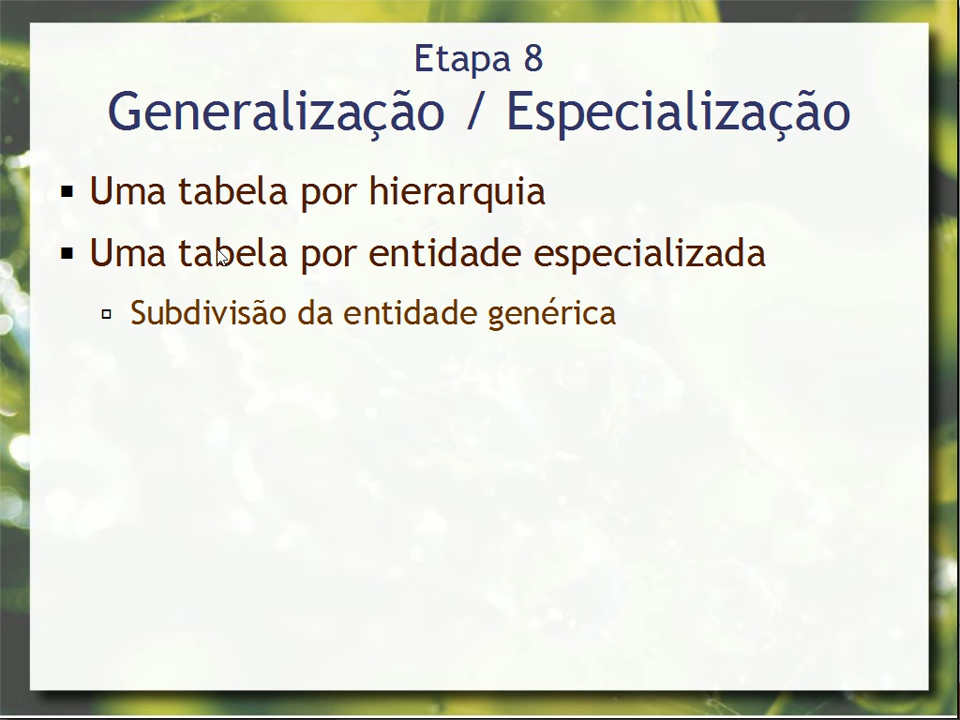 Etapa 8
Generalização / Especialização
Uma tabela por hierarquia
Uma tabela por entidade especializada
Subdivisão da entidade genérica